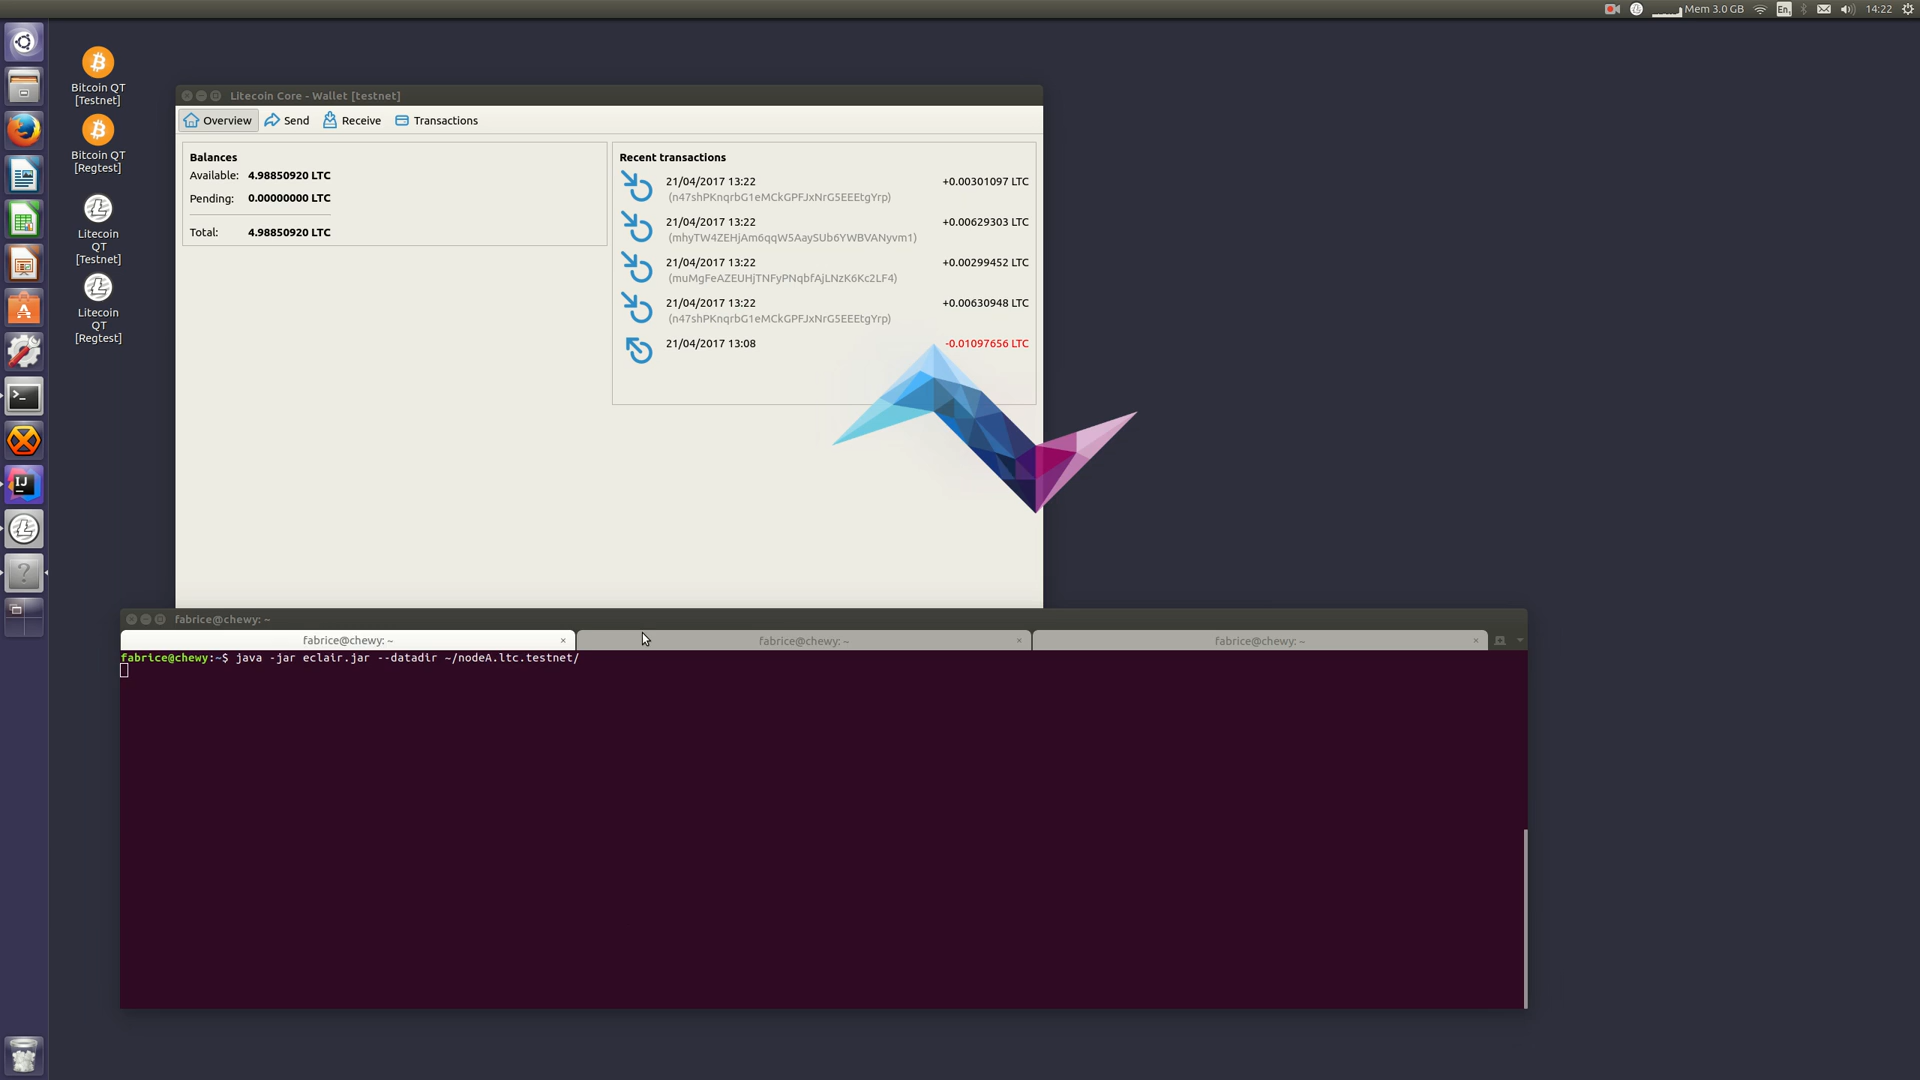 Mem 3.0 GB
En
14:22
Bitcoin QT
[Testnet]
Bitcoin QT
[Regtest]
Litecoin
QT
[Testnet]
Litecoin
QT
[Regtest]
Litecoin Core - Wallet [testnet]
Overview Send Receive Transactions
Balances
Available: 4.98850920 LTC
Pending: 0.00000000 LTC
Total: 4.98850920 LTC
Recent transactions
21/04/2017 13:22 +0.00301097 LTC
(n47shPKnqrbG1eMCkGPFJxNrG5EEEtgYrp)
21/04/2017 13:22 +0.00629303 LTC
(mhyTW4ZEHjAm6qqW5AaySUb6YWBVANyvm1)
21/04/2017 13:22 +0.00299452 LTC
(muMgFeAZEUHjTNFyPNqbfAjLNzK6Kc2LF4)
21/04/2017 13:22 +0.00630948 LTC
(n47shPKnqrbG1eMCkGPFJxNrG5EEEtgYrp)
21/04/2017 13:08 -0.01097656 LTC
IJ
fabrice@chewy: ~
fabrice@chewy: ~ fabrice@chewy: ~ fabrice@chewy: ~
fabrice@chewy:~$ java -jar eclair.jar --datadir ~/nodeA.ltc.testnet/